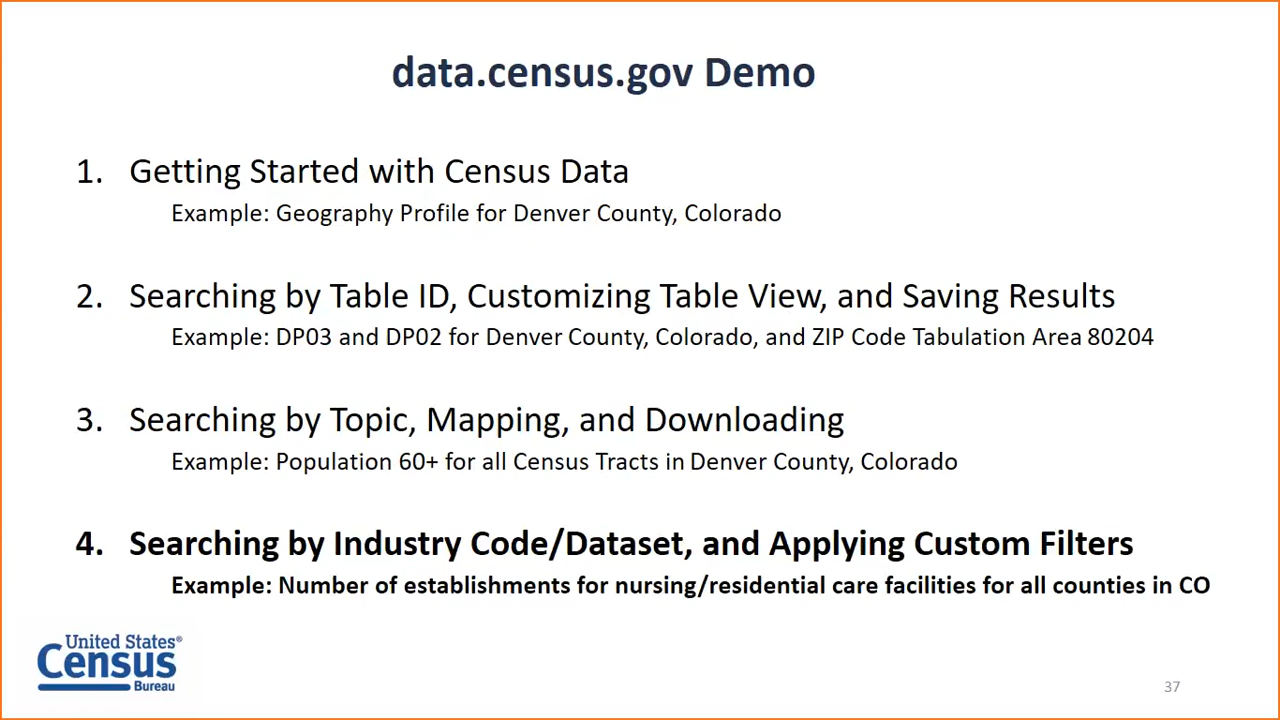 data.census.gov Demo
1. Getting Started with Census Data
Example: Geography Profile for Denver County, Colorado
2. Searching by Table ID, Customizing Table View, and Saving Results
Example: DP03 and DP02 for Denver County, Colorado, and ZIP Code Tabulation Area 80204
3. Searching by Topic, Mapping, and Downloading
Example: Population 60+ for all Census Tracts in Denver County, Colorado
4. Searching by Industry Code/Dataset, and Applying Custom Filters
Example: Number of establishments for nursing/residential care facilities for all counties in CO
United States®
Census
Bureau
37